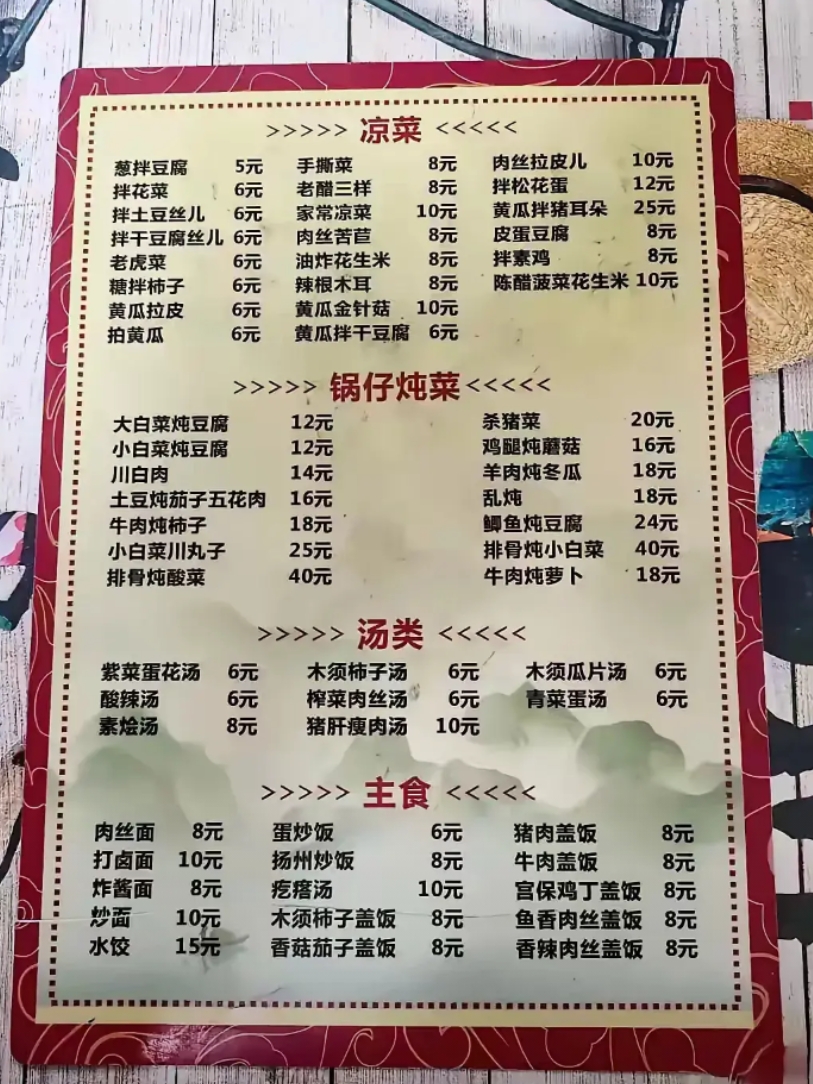 >>>>> 凉菜 <<<<<
葱拌豆腐 5元 手撕菜 8元 肉丝拉皮儿 10元
拌花菜 6元 老醋三样 8元 拌松花蛋 12元
拌土豆丝儿 6元 家常凉菜 10元 黄瓜拌猪耳朵 25元
拌干豆腐丝儿 6元 肉丝苦苣 8元 皮蛋豆腐 8元
老虎菜 6元 油炸花生米 8元 拌素鸡 8元
糖拌柿子 6元 辣根木耳 8元 陈醋菠菜花生米 10元
黄瓜拉皮 6元 黄瓜金针菇 10元
拍黄瓜 6元 黄瓜拌干豆腐 6元
>>>>> 锅仔炖菜 <<<<<
大白菜炖豆腐 12元 杀猪菜 20元
小白菜炖豆腐 12元 鸡腿炖蘑菇 16元
川白肉 14元 羊肉炖冬瓜 18元
土豆炖茄子五花肉 16元 乱炖 18元
牛肉炖柿子 18元 鲫鱼炖豆腐 24元
小白菜川丸子 25元 排骨炖小白菜 40元
排骨炖酸菜 40元 牛肉炖萝卜 18元
>>>>> 汤类 <<<<<
紫菜蛋花汤 6元 木须柿子汤 6元 木须瓜片汤 6元
酸辣汤 6元 榨菜肉丝汤 6元 青菜蛋汤 6元
素烩汤 8元 猪肝瘦肉汤 10元
>>>>> 主食 <<<<<
肉丝面 8元 蛋炒饭 6元 猪肉盖饭 8元
打卤面 10元 扬州炒饭 8元 牛肉盖饭 8元
炸酱面 8元 疙瘩汤 10元 宫保鸡丁盖饭 8元
炒面 10元 木须柿子盖饭 8元 鱼香肉丝盖饭 8元
水饺 15元 香菇茄子盖饭 8元 香辣肉丝盖饭 8元